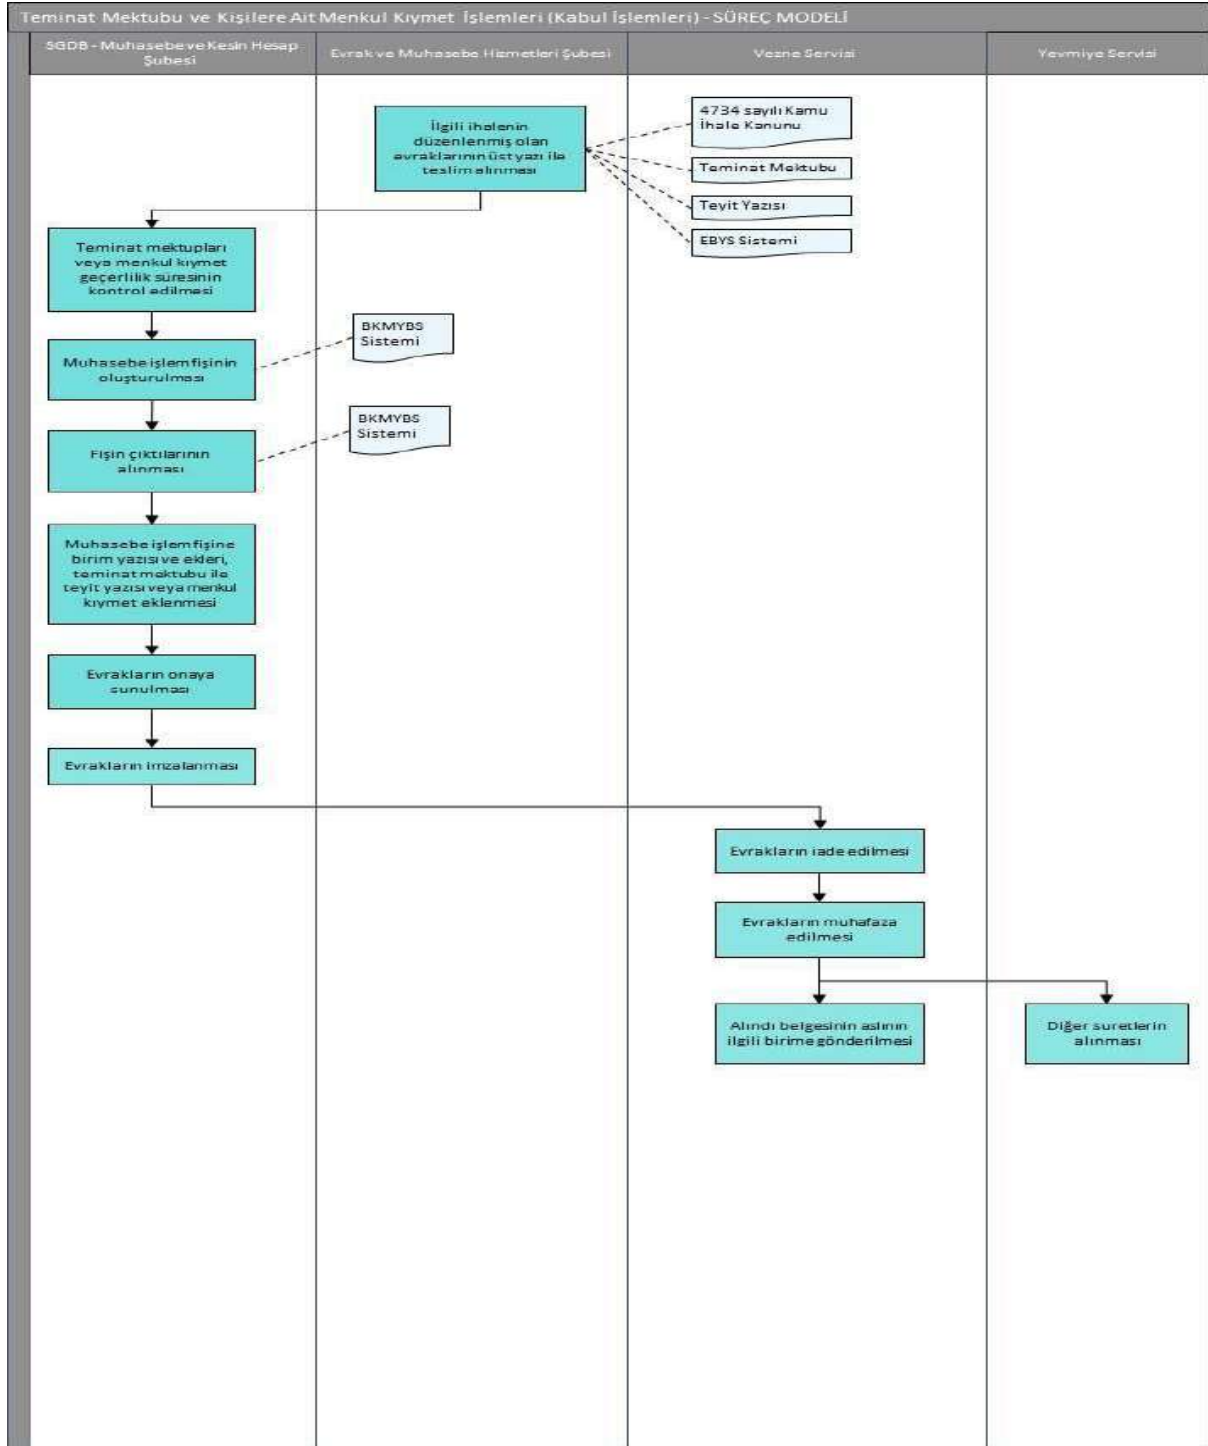 Teminat Mektubu ve Kişilere Ait Menkul Kıymet İşlemleri (Kabul İşlemleri) - SÜREÇ MODELİ
SGDB - Muhasebe ve Kesin Hesap
Şubesi
Evrak ve Muhasebe Hizmetleri Şubesi
Vezne Servisi
Yevmiye Servisi
İlgili ihalenin
düzenlenmiş olan
evraklarının üst yazı ile
teslim alınması
4734 sayılı Kamu
İhale Kanunu
Teminat Mektubu
Teyit Yazısı
EBYS Sistemi
Teminat mektupları
veya menkul kıymet
geçerlilik süresinin
kontrol edilmesi
BKMYBS
Sistemi
Muhasebe işlem fişinin
oluşturulması
BKMYBS
Sistemi
Fişin çıktılarının
alınması
Muhasebe işlem fişine
birim yazısı ve ekleri,
teminat mektubu ile
teyit yazısı veya menkul
kıymet eklenmesi
Evrakların onaya
sunulması
Evrakların imzalanması
Evrakların iade edilmesi
Evrakların muhafaza
edilmesi
Alındı belgesinin aslının
ilgili birime gönderilmesi
Diğer suretlerin
alınması